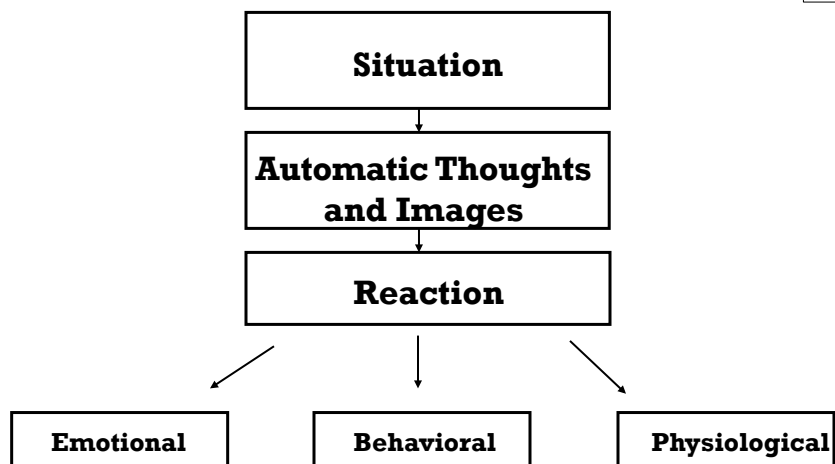 Situation
Automatic Thoughts
and Images
Reaction
Emotional
Behavioral
Physiological